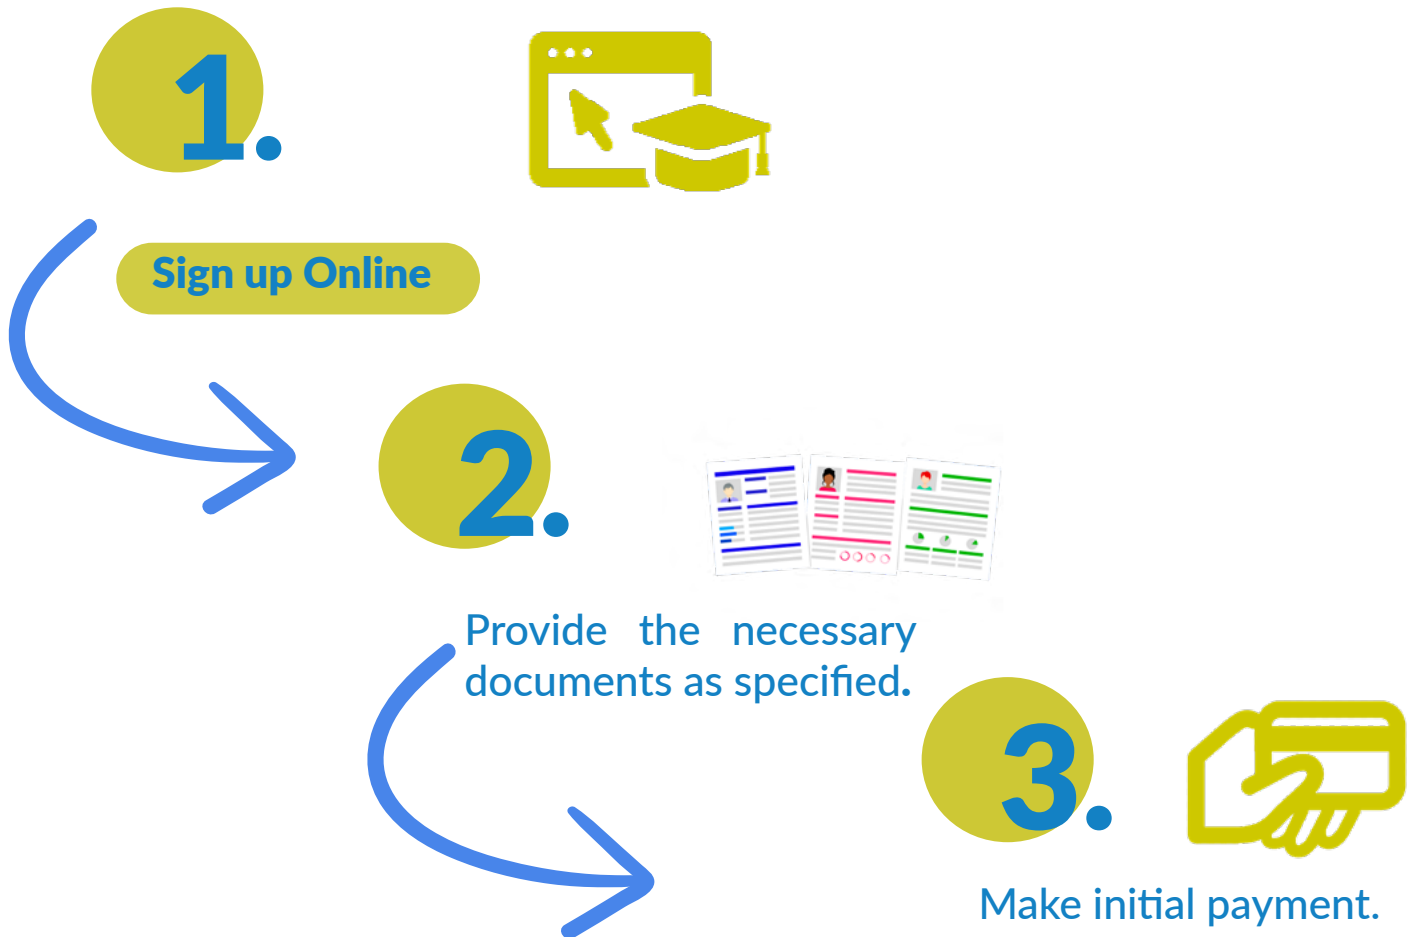 1.
Sign up Online
2.
Provide the necessary
documents as specified.
3.
Make initial payment.